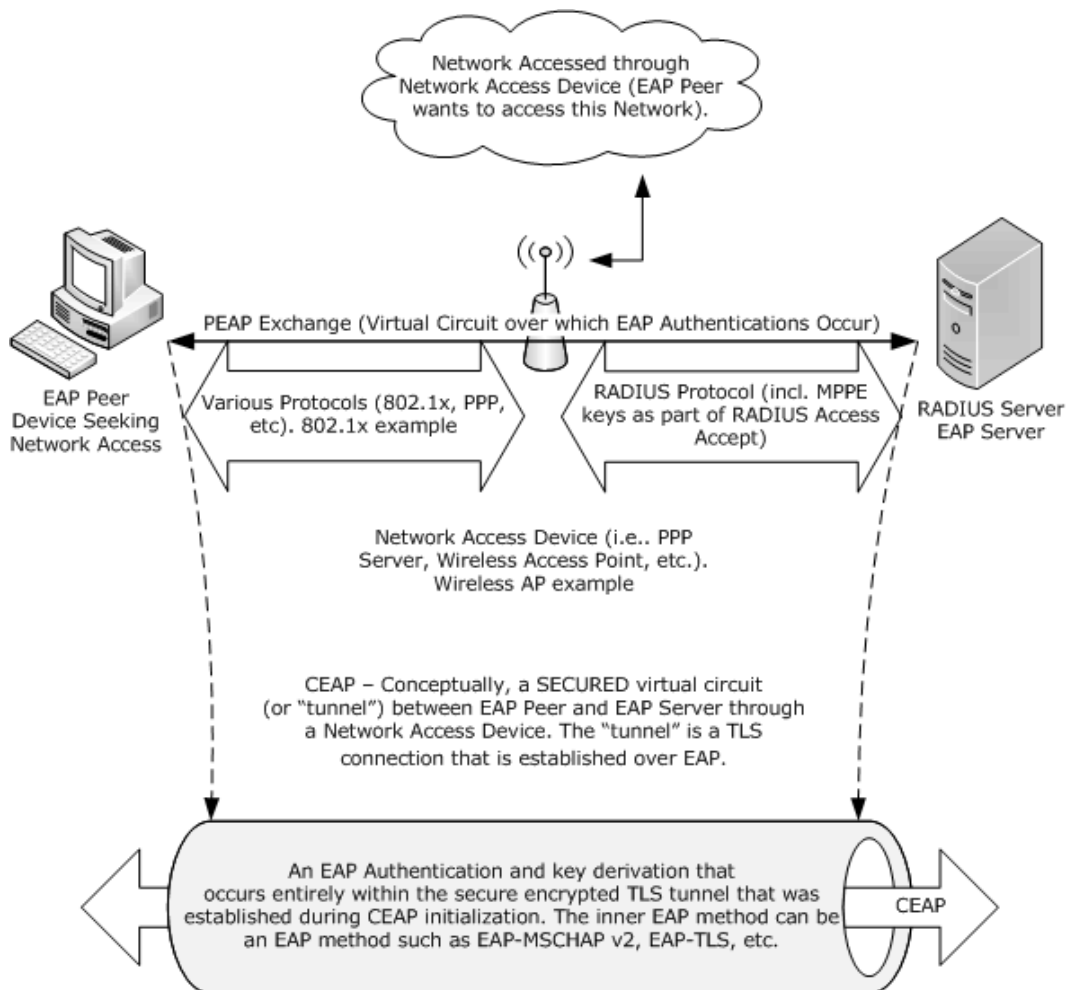 Network Accessed through
Network Access Device (EAP Peer
wants to access this Network).
PEAP Exchange (Virtual Circuit over which EAP Authentications Occur)
EAP Peer
Device Seeking
Network Access
Various Protocols (802.1x, PPP,
etc). 802.1x example
RADIUS Protocol (incl. MPPE
keys as part of RADIUS Access
Accept)
RADIUS Server
EAP Server
Network Access Device (i.e.. PPP
Server, Wireless Access Point, etc.).
Wireless AP example
CEAP – Conceptually, a SECURED virtual circuit
(or “tunnel”) between EAP Peer and EAP Server through
a Network Access Device. The “tunnel” is a TLS
connection that is established over EAP.
An EAP Authentication and key derivation that
occurs entirely within the secure encrypted TLS tunnel that was
established during CEAP initialization. The inner EAP method can be
an EAP method such as EAP-MSCHAP v2, EAP-TLS, etc.
CEAP